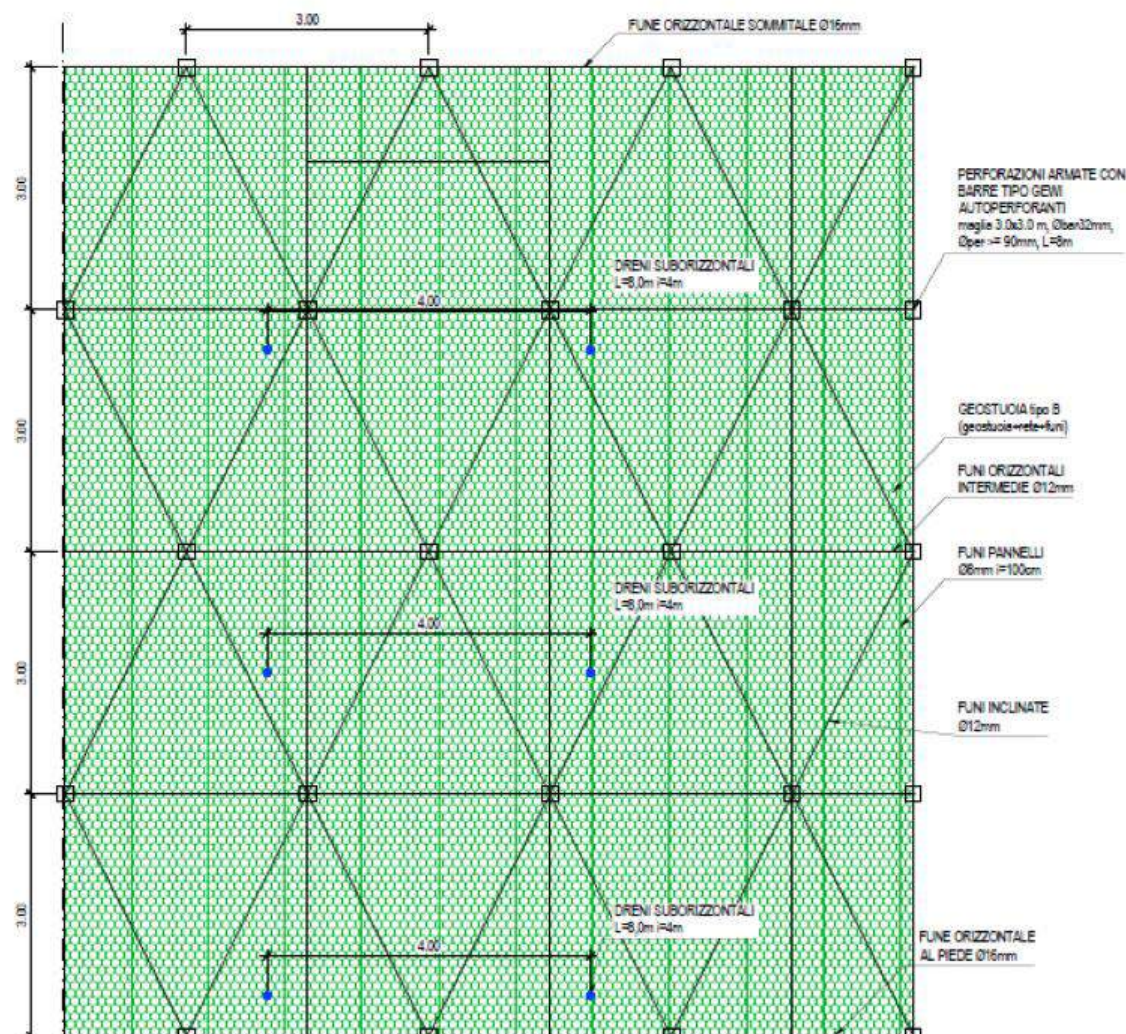 3.00
FUNE ORIZZONTALE SOMMITALE Ø16mm
3.00
PERFORAZIONI ARMATE CON
BARRE TIPO GEWI
AUTOPERFORANTI
maglia 3.0x3.0 m, Øbar32mm,
Øper >= 90mm, L=8m
DRENI SUBORIZZONTALI
L=8,0m i=4m
4.00
3.00
GEOSTUOIA tipo B
(geostuoia+rete+funi)
FUNI ORIZZONTALI
INTERMEDIE Ø12mm
FUNI PANNELLI
Ø8mm i=100cm
DRENI SUBORIZZONTALI
L=8,0m i=4m
4.00
3.00
FUNI INCLINATE
Ø12mm
DRENI SUBORIZZONTALI
L=8,0m i=4m
4.00
3.00
FUNE ORIZZONTALE
AL PIEDE Ø16mm